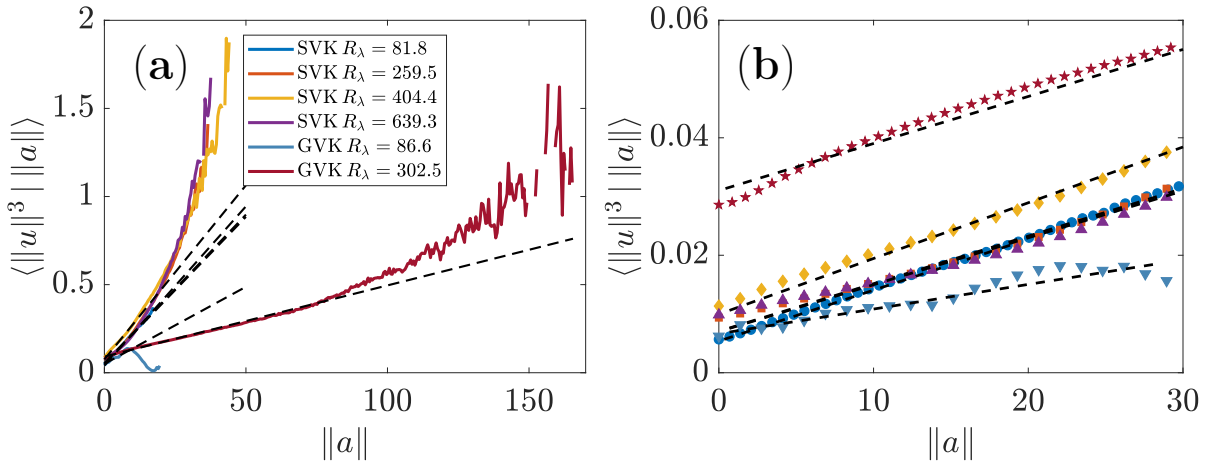 (a)
⟨‖u‖³ | ‖a‖⟩
2
1.5
1
0.5
0
SVK R_λ = 81.8
SVK R_λ = 259.5
SVK R_λ = 404.4
SVK R_λ = 639.3
GVK R_λ = 86.6
GVK R_λ = 302.5
0 50 100 150
‖a‖
(b)
⟨‖u‖³ | ‖a‖⟩
0.06
0.04
0.02
0
0 10 20 30
‖a‖